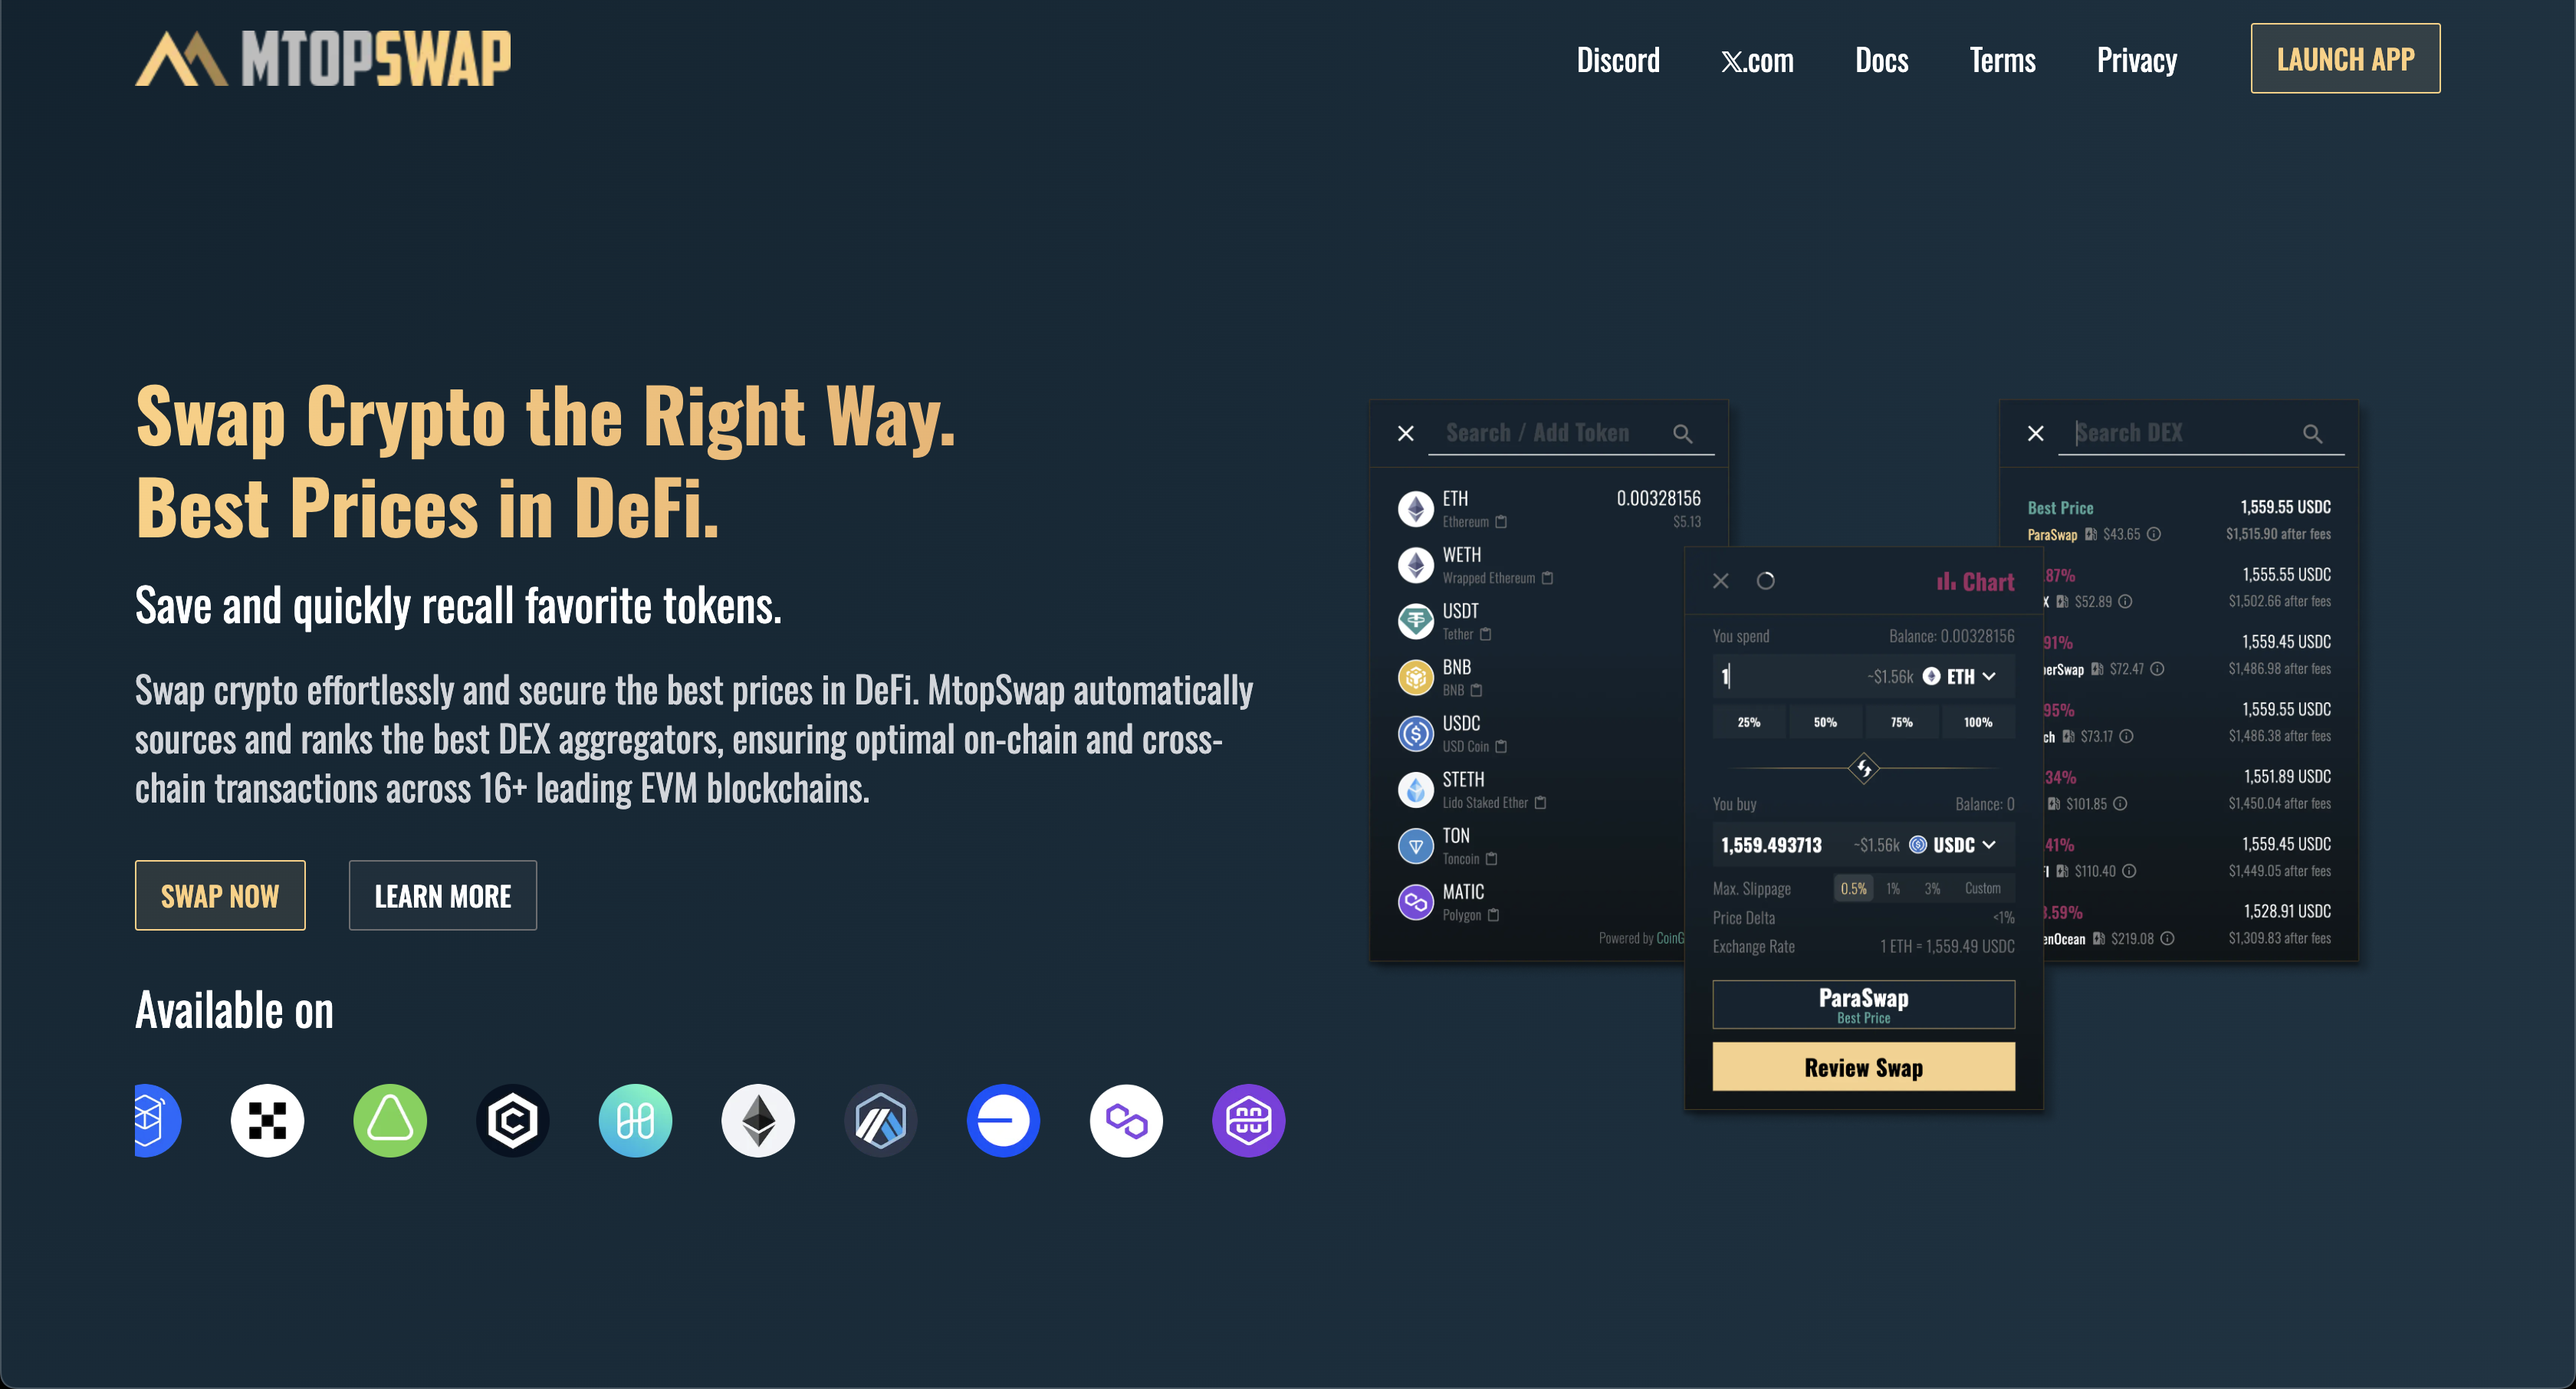 MTOPSWAP
Discord
𝕏.com
Docs
Terms
Privacy
LAUNCH APP
Swap Crypto the Right Way.
Best Prices in DeFi.
Save and quickly recall favorite tokens.
Swap crypto effortlessly and secure the best prices in DeFi. MtopSwap automatically
sources and ranks the best DEX aggregators, ensuring optimal on-chain and cross-
chain transactions across 16+ leading EVM blockchains.
SWAP NOW
LEARN MORE
Available on
Search / Add Token
ETH 0.00328156
Ethereum $5.13
WETH
Wrapped Ethereum
USDT
Tether
BNB
BNB
USDC
USD Coin
STETH
Lido Staked Ether
TON
Toncoin
MATIC
Polygon
Powered by CoinG
Chart
You spend Balance: 0.00328156
1 ~$1.56k ETH
25% 50% 75% 100%
You buy Balance: 0
1,559.493713 ~$1.56k USDC
Max. Slippage 0.5% 1% 3% Custom
Price Delta <1%
Exchange Rate 1 ETH = 1,559.49 USDC
ParaSwap
Best Price
Review Swap
Search DEX
Best Price 1,559.55 USDC
ParaSwap $43.65 $1,515.90 after fees
.87% 1,555.55 USDC
X $52.89 $1,502.66 after fees
91% 1,559.45 USDC
erSwap $72.47 $1,486.98 after fees
95% 1,559.55 USDC
ch $73.17 $1,486.38 after fees
34% 1,551.89 USDC
$101.85 $1,450.04 after fees
41% 1,559.45 USDC
FI $110.40 $1,449.05 after fees
.59% 1,528.91 USDC
enOcean $219.08 $1,309.83 after fees